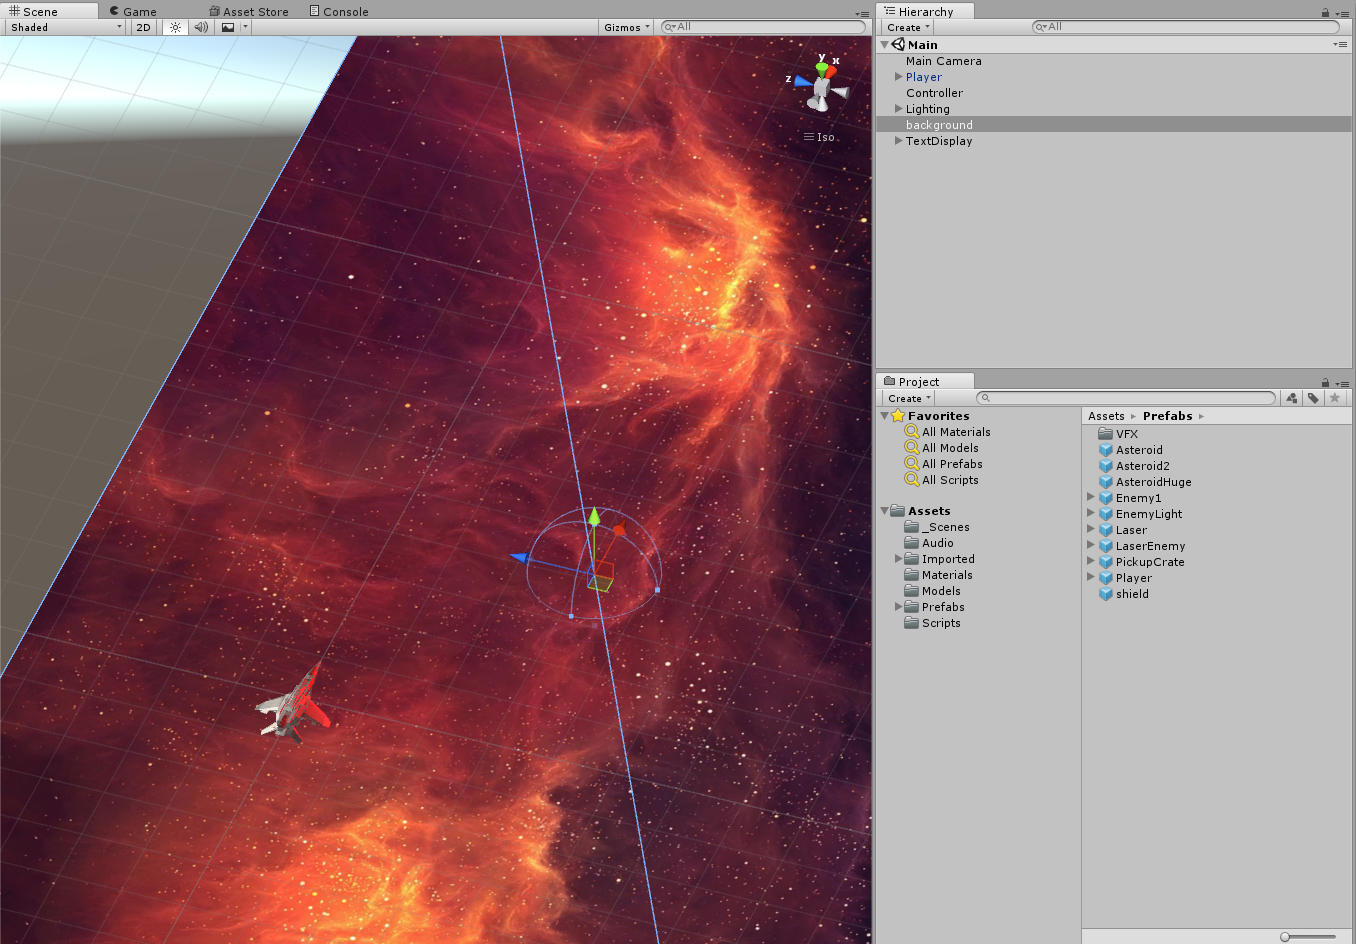 Scene Game Asset Store Console
Shaded 2D Gizmos All
y x
z
Iso
Hierarchy
Create All
Main
Main Camera
Player
Controller
Lighting
background
TextDisplay
Project
Create
Favorites
All Materials
All Models
All Prefabs
All Scripts
Assets
_Scenes
Audio
Imported
Materials
Models
Prefabs
Scripts
Assets Prefabs
VFX
Asteroid
Asteroid2
AsteroidHuge
Enemy1
EnemyLight
Laser
LaserEnemy
PickupCrate
Player
shield